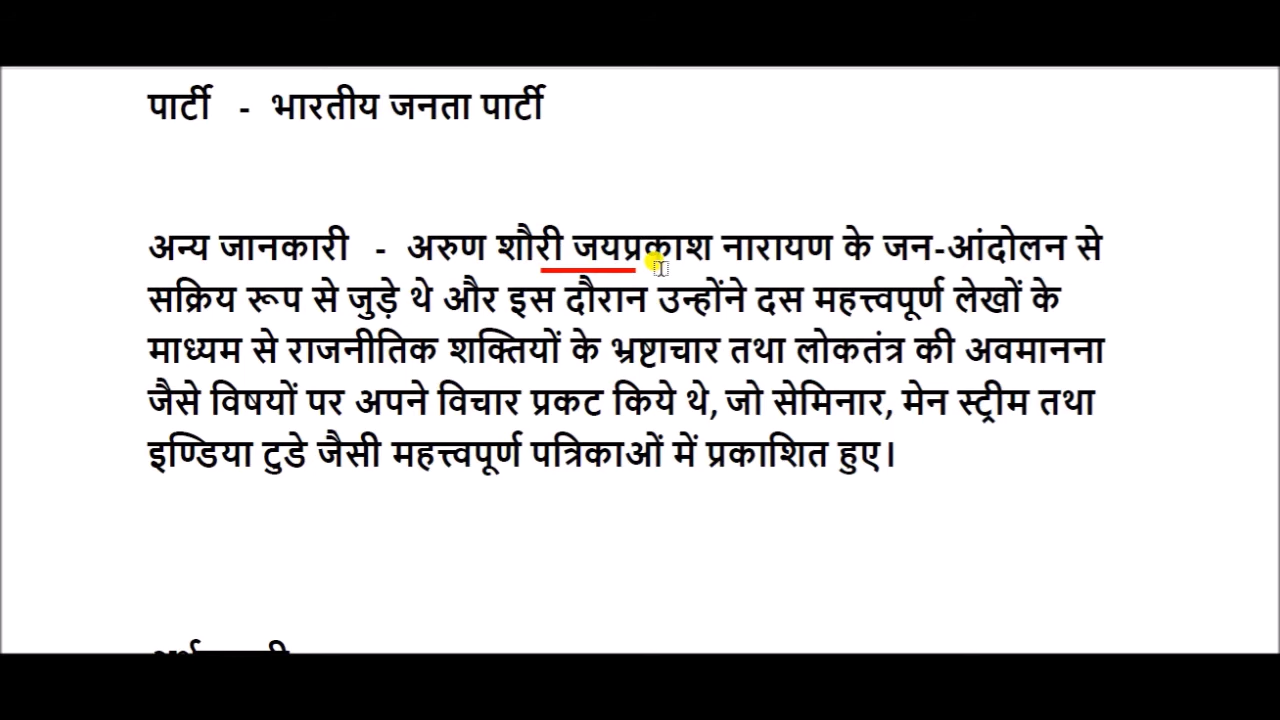 पार्टी - भारतीय जनता पार्टी
अन्य जानकारी - अरुण शौरी जयप्रकाश नारायण के जन-आंदोलन से
सक्रिय रूप से जुड़े थे और इस दौरान उन्होंने दस महत्त्वपूर्ण लेखों के
माध्यम से राजनीतिक शक्तियों के भ्रष्टाचार तथा लोकतंत्र की अवमानना
जैसे विषयों पर अपने विचार प्रकट किये थे, जो सेमिनार, मेन स्ट्रीम तथा
इण्डिया टुडे जैसी महत्त्वपूर्ण पत्रिकाओं में प्रकाशित हुए।